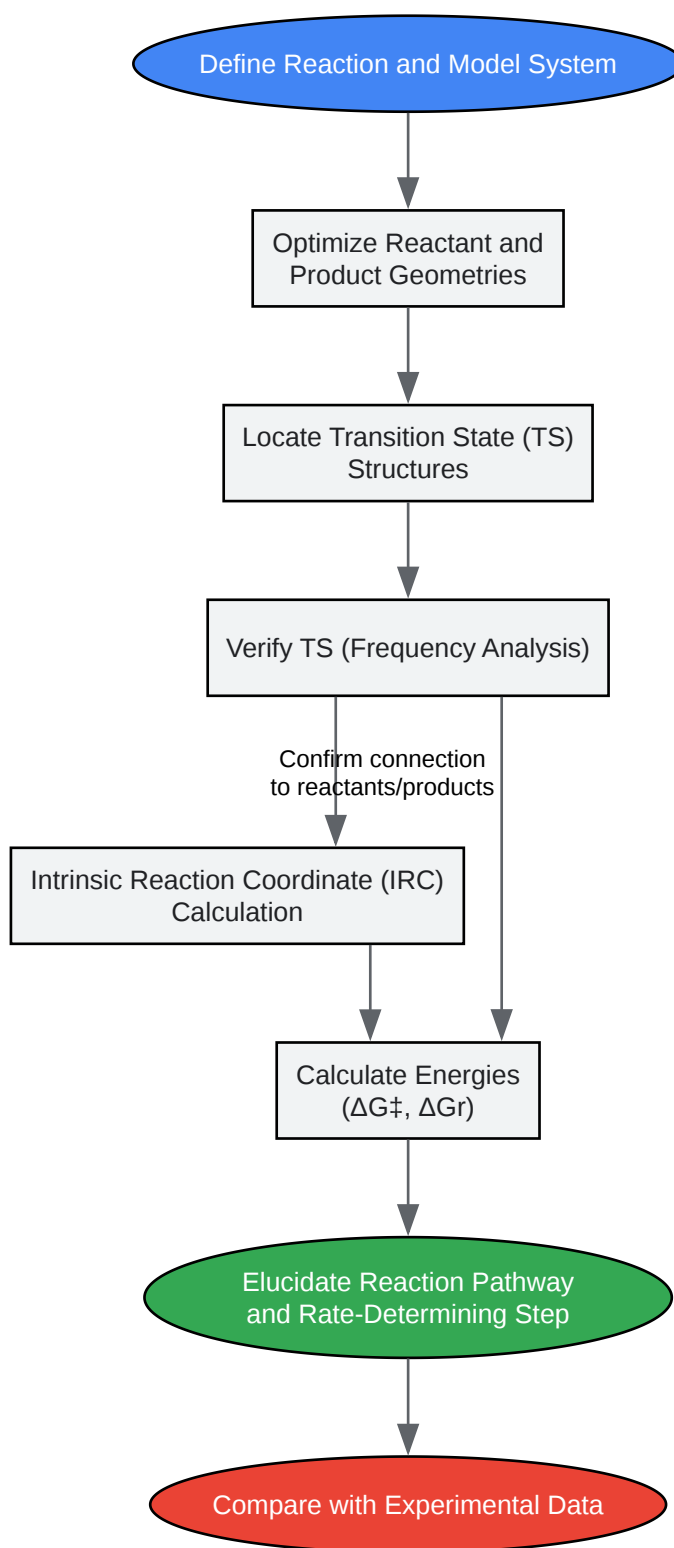 Define Reaction and Model System
Optimize Reactant and
Product Geometries
Locate Transition State (TS)
Structures
Verify TS (Frequency Analysis)
Confirm connection
to reactants/products
Intrinsic Reaction Coordinate (IRC)
Calculation
Calculate Energies
(ΔG‡, ΔGr)
Elucidate Reaction Pathway
and Rate-Determining Step
Compare with Experimental Data